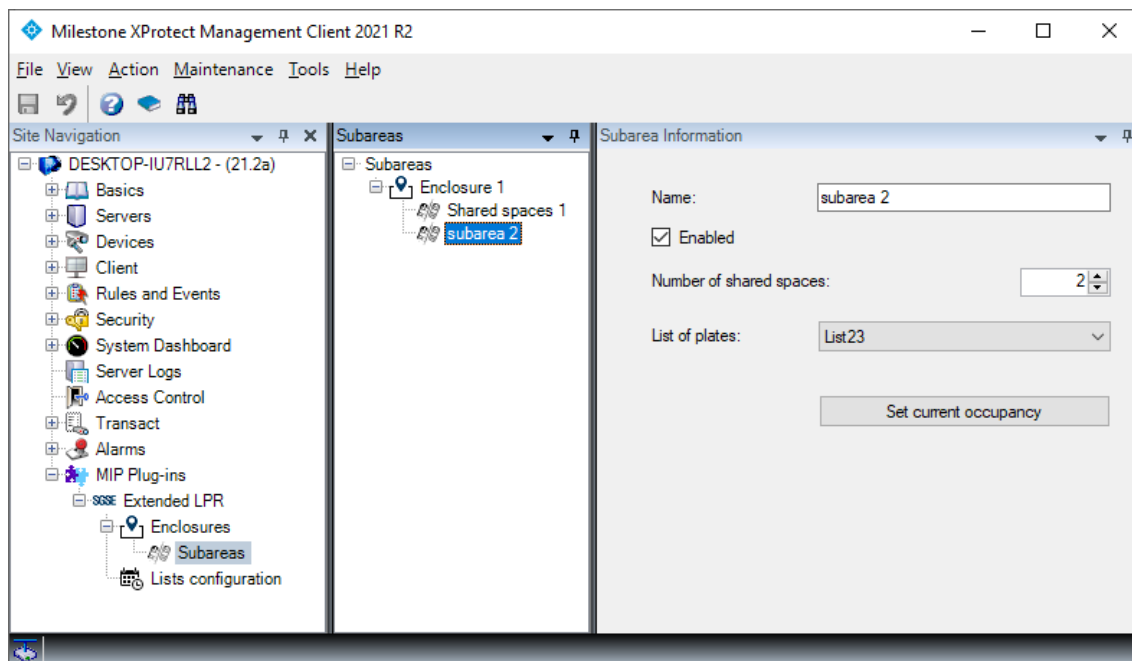 Milestone XProtect Management Client 2021 R2
File View Action Maintenance Tools Help
Site Navigation
DESKTOP-IU7RLL2 - (21.2a)
Basics
Servers
Devices
Client
Rules and Events
Security
System Dashboard
Server Logs
Access Control
Transact
Alarms
MIP Plug-ins
SGSE Extended LPR
Enclosures
Subareas
Lists configuration
Subareas
Subareas
Enclosure 1
Shared spaces 1
subarea 2
Subarea Information
Name: subarea 2
Enabled
Number of shared spaces: 2
List of plates: List23
Set current occupancy